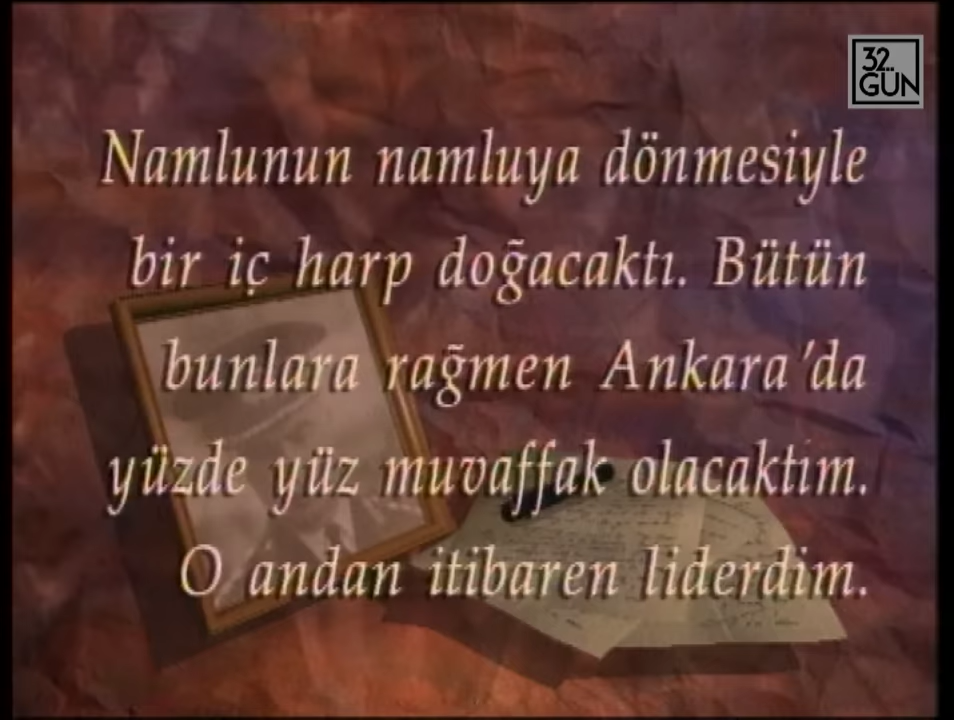 32.
GÜN
Namlunun namluya dönmesiyle
bir iç harp doğacaktı. Bütün
bunlara rağmen Ankara'da
yüzde yüz muvaffak olacaktım.
O andan itibaren liderdim.